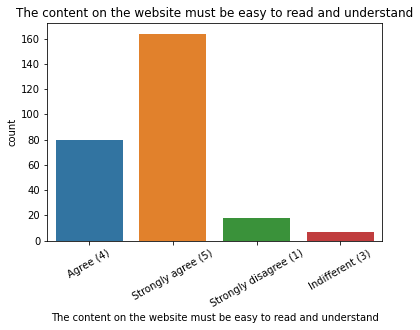 The content on the website must be easy to read and understand
160
140
120
100
80
60
40
20
0
count
Agree (4)
Strongly agree (5)
Strongly disagree (1)
Indifferent (3)
The content on the website must be easy to read and understand